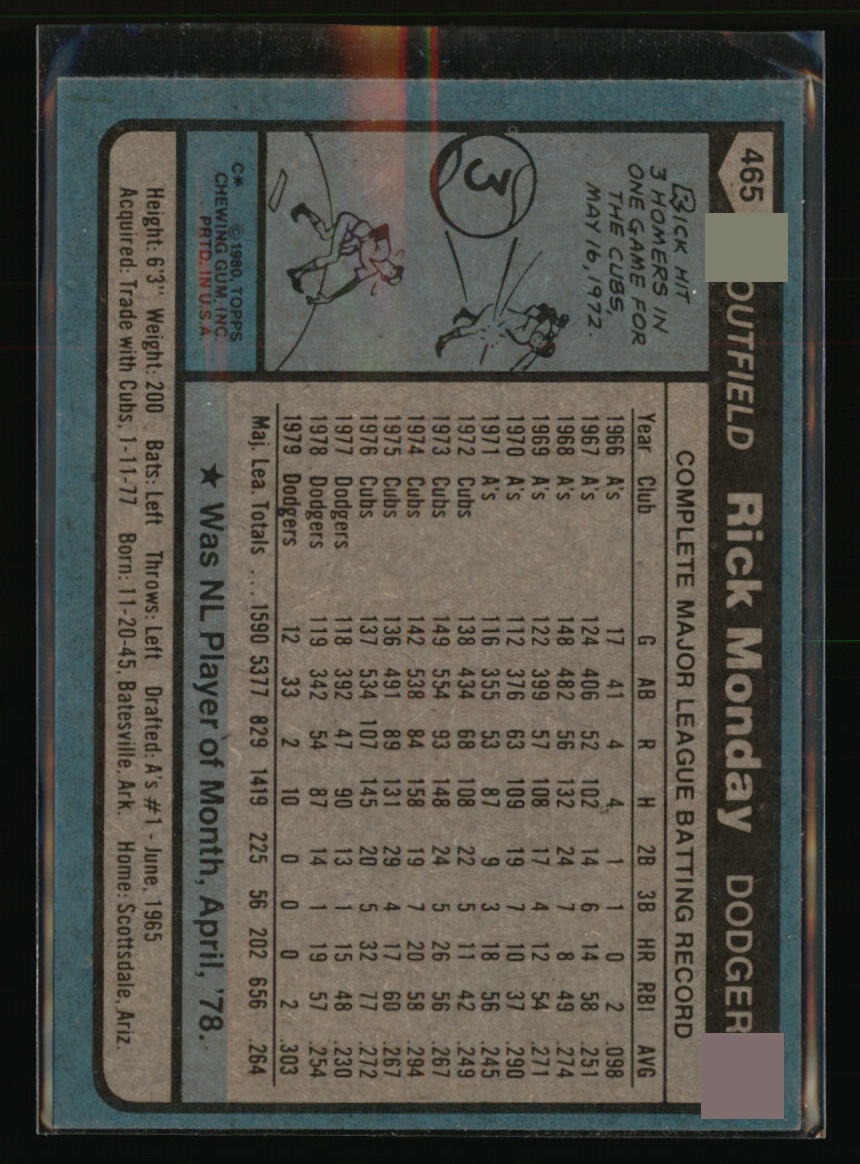 465
OUTFIELD Rick Monday DODGER
RICK HIT
3 HOMERS IN
ONE GAME FOR
THE CUBS,
MAY 16, 1972.
3
C* ©1980, TOPPS
CHEWING GUM, INC.
PRTD. IN U.S.A.
COMPLETE MAJOR LEAGUE BATTING RECORD
Year Club G AB R H 2B 3B HR RBI AVG
1966 A's 17 41 4 4 1 1 0 2 .098
1967 A's 124 406 52 102 14 6 14 58 .251
1968 A's 148 482 56 132 24 7 8 49 .274
1969 A's 122 399 57 108 17 4 12 54 .271
1970 A's 112 376 63 109 19 7 10 37 .290
1971 A's 116 355 53 87 9 3 18 56 .245
1972 Cubs 138 434 68 108 22 5 11 42 .249
1973 Cubs 149 554 93 148 24 5 26 56 .267
1974 Cubs 142 538 84 158 19 7 20 58 .294
1975 Cubs 136 491 89 131 29 4 17 60 .267
1976 Cubs 137 534 107 145 20 5 32 77 .272
1977 Dodgers 118 392 47 90 13 1 15 48 .230
1978 Dodgers 119 342 54 87 14 1 19 57 .254
1979 Dodgers 12 33 2 10 0 0 0 2 .303
Maj. Lea. Totals ... 1590 5377 829 1419 225 56 202 656 .264
★ Was NL Player of Month, April, '78.
Height: 6'3" Weight: 200 Bats: Left Throws: Left Drafted: A's #1 - June, 1965
Acquired: Trade with Cubs, 1-11-77 Born: 11-20-45, Batesville, Ark. Home: Scottsdale, Ariz.